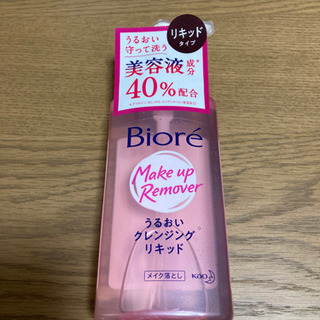 リキッド
タイプ
うるおい
守って洗う
美容液成分*
40%配合
Bioré
Make up
Remover
うるおい
クレンジング
リキッド
メイク落とし
Kao